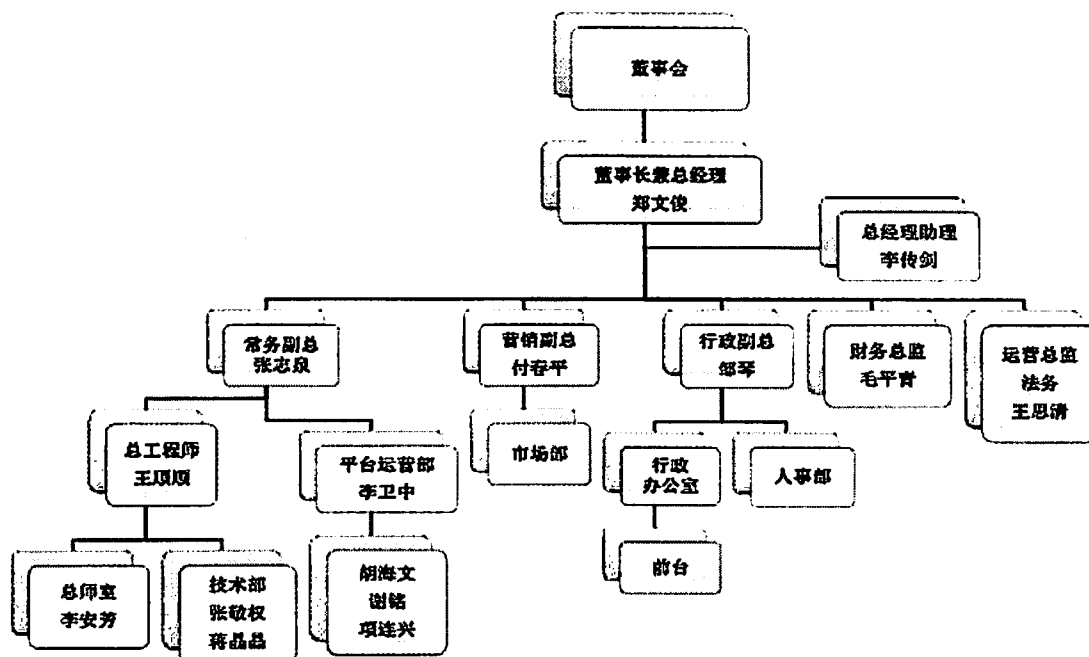 董事会
董事长兼总经理
郑文俊
总经理助理
李传剑
常务副总
张志泉
营销副总
付春平
行政副总
邹琴
财务总监
毛平青
运营总监
法务
王思清
总工程师
王顺顺
平台运营部
李卫中
市场部
行政
办公室
人事部
总师室
李安芳
技术部
张敬权
蒋晶晶
胡海文
谢铭
项连兴
前台